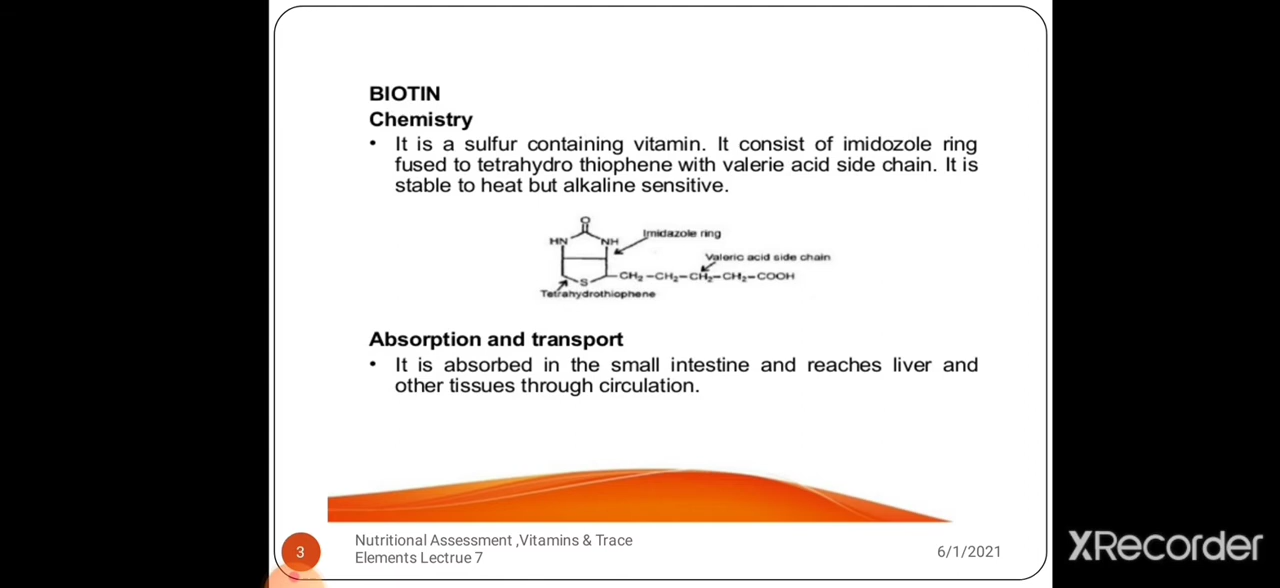 BIOTIN
Chemistry
• It is a sulfur containing vitamin. It consist of imidozole ring
fused to tetrahydro thiophene with valerie acid side chain. It is
stable to heat but alkaline sensitive.
O
HN
NH
Imidazole ring
Valeric acid side chain
S
CH₂–CH₂–CH₂–CH₂–COOH
Tetrahydrothiophene
Absorption and transport
• It is absorbed in the small intestine and reaches liver and
other tissues through circulation.
3
Nutritional Assessment ,Vitamins & Trace
Elements Lectrue 7
6/1/2021
XRecorder